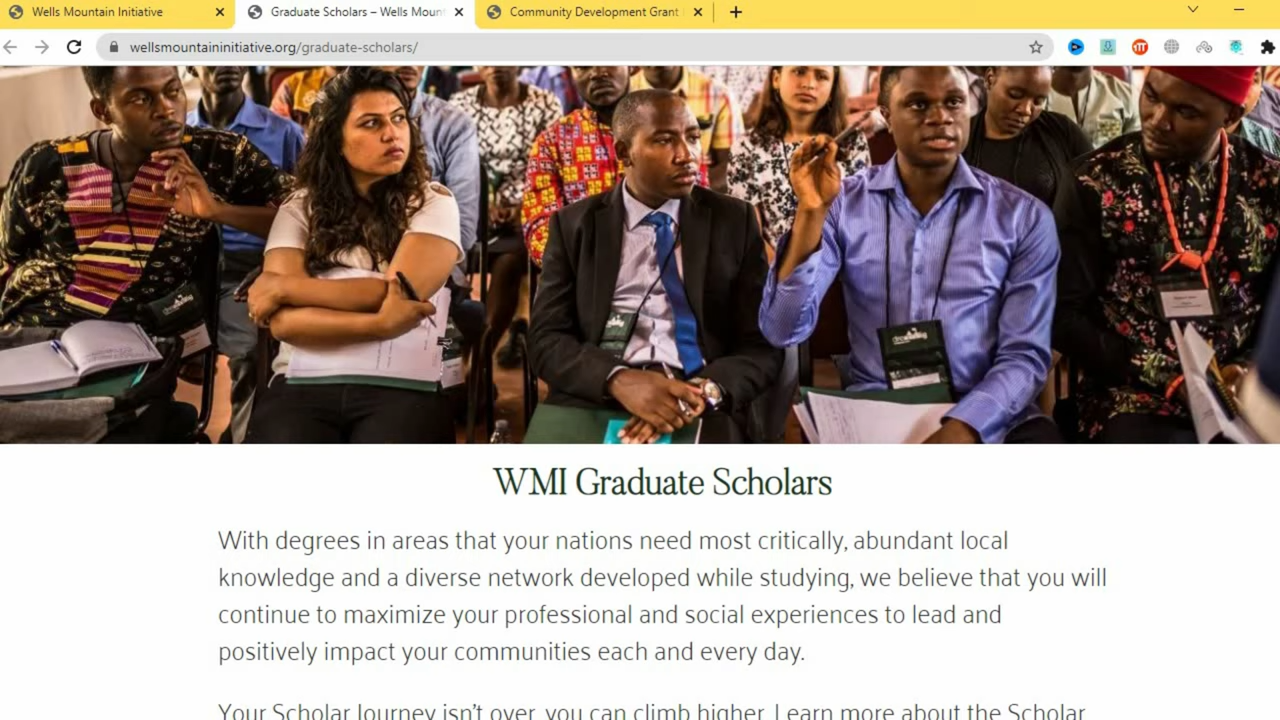 Wells Mountain Initiative
Graduate Scholars – Wells Moun
Community Development Grant
wellsmountaininitiative.org/graduate-scholars/
WMI Graduate Scholars
With degrees in areas that your nations need most critically, abundant local
knowledge and a diverse network developed while studying, we believe that you will
continue to maximize your professional and social experiences to lead and
positively impact your communities each and every day.
Your Scholar Journey isn't over, you can climb higher. Learn more about the Scholar